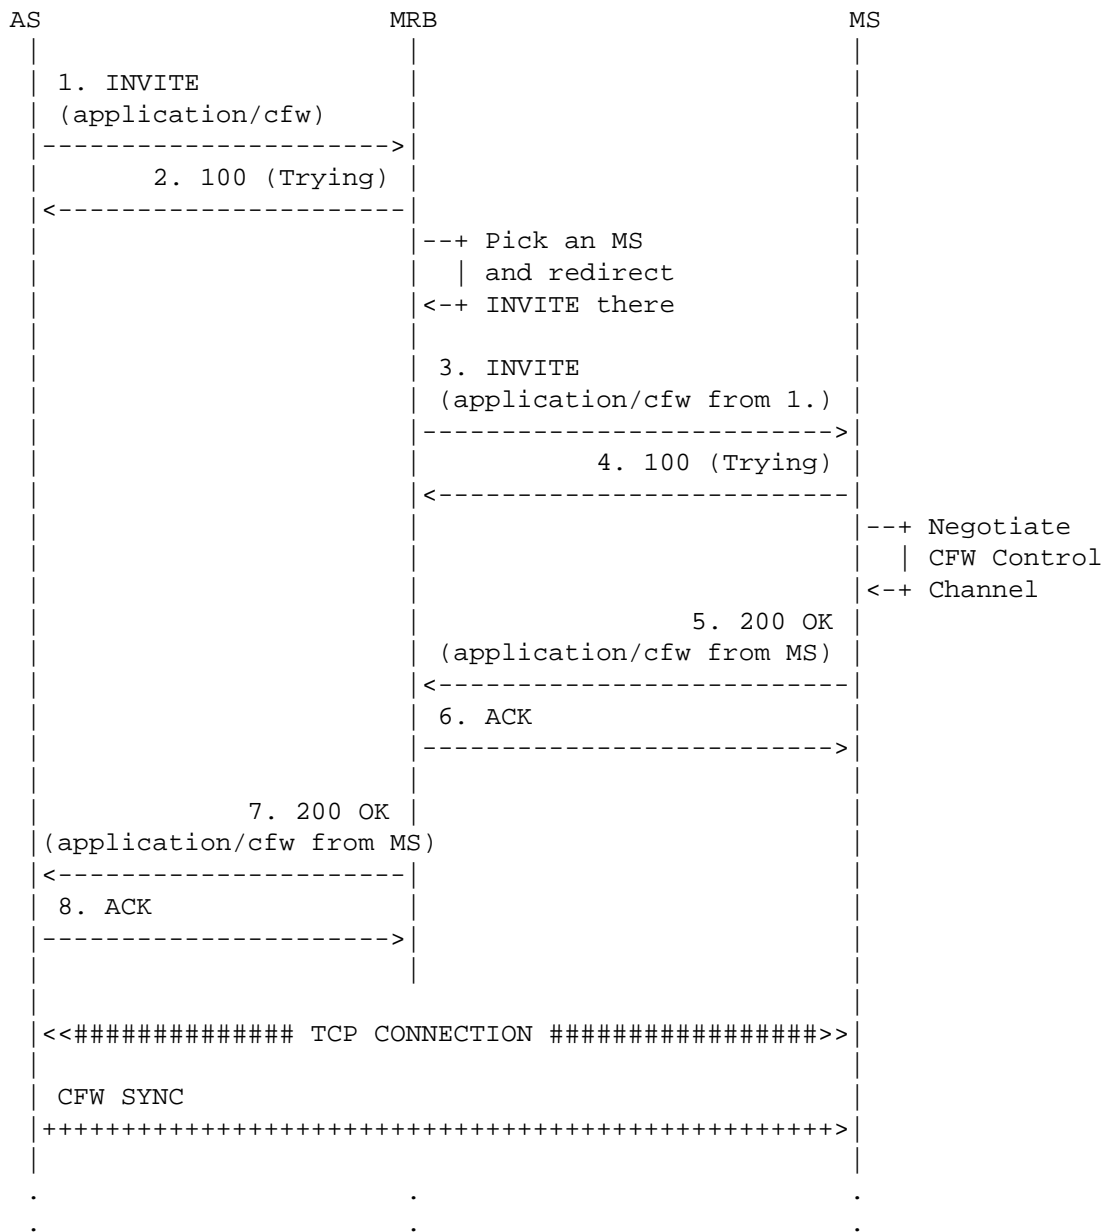 AS MRB MS
1. INVITE
(application/cfw)
2. 100 (Trying)
--+ Pick an MS
| and redirect
<-+ INVITE there
3. INVITE
(application/cfw from 1.)
4. 100 (Trying)
--+ Negotiate
| CFW Control
<-+ Channel
5. 200 OK
(application/cfw from MS)
6. ACK
7. 200 OK
(application/cfw from MS)
8. ACK
<<############## TCP CONNECTION #################>>
CFW SYNC